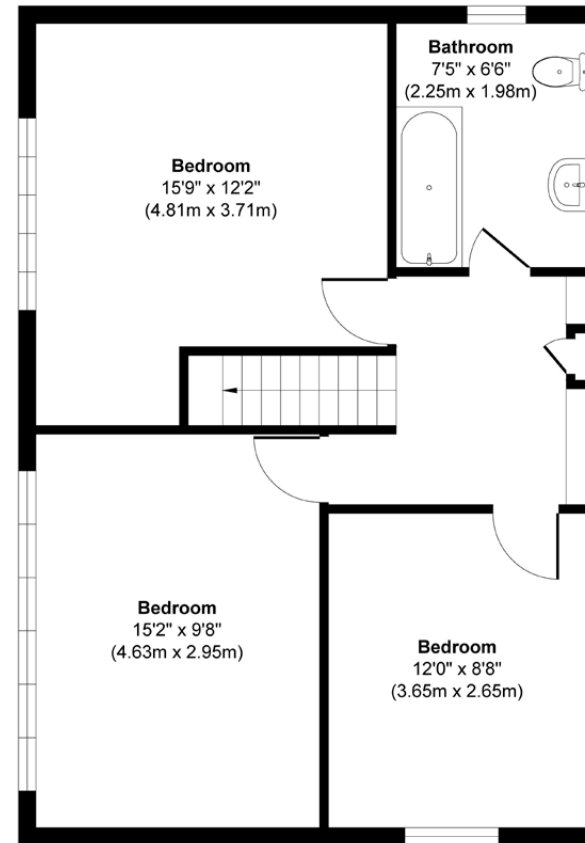 Bathroom
7'5" x 6'6"
(2.25m x 1.98m)
Bedroom
15'9" x 12'2"
(4.81m x 3.71m)
Bedroom
15'2" x 9'8"
(4.63m x 2.95m)
Bedroom
12'0" x 8'8"
(3.65m x 2.65m)